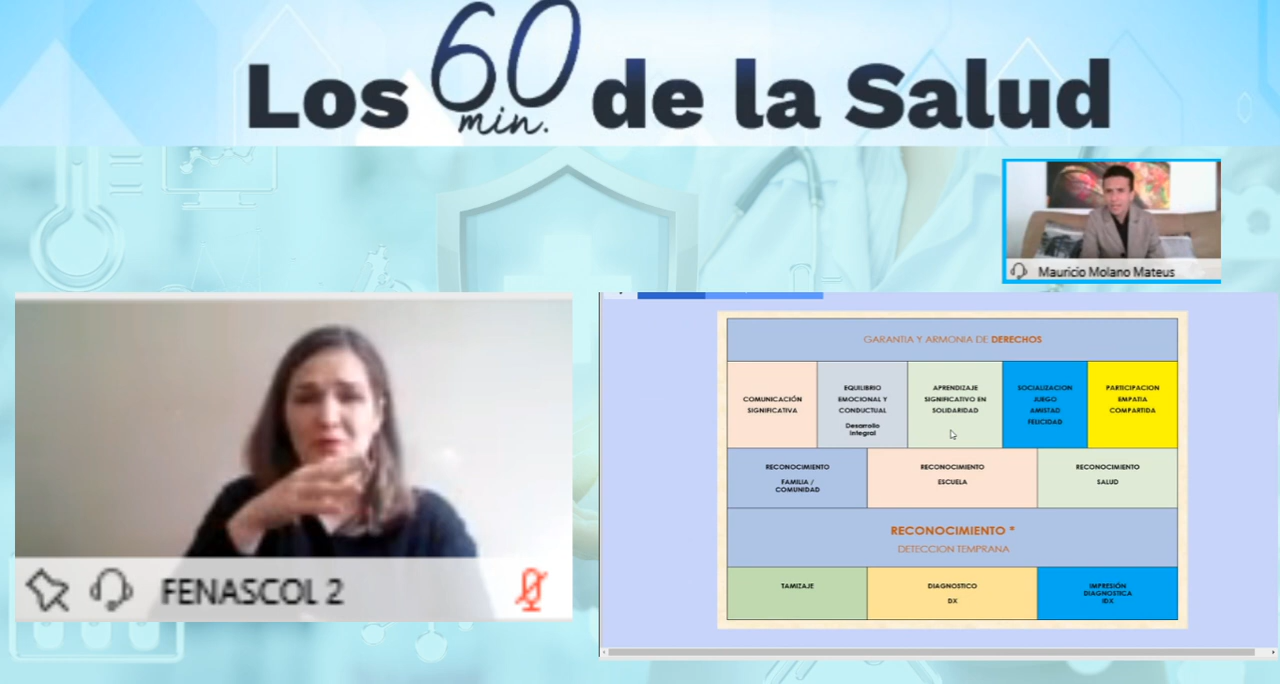 Los 60 min. de la Salud
Mauricio Molano Mateus
FENASCOL 2
GARANTIA Y ARMONIA DE DERECHOS
COMUNICACIÓN
SIGNIFICATIVA
EQUILIBRIO
EMOCIONAL Y
CONDUCTUAL
Desarrollo
Integral
APRENDIZAJE
SIGNIFICATIVO EN
SOLIDARIDAD
SOCIALIZACION
JUEGO
AMISTAD
FELICIDAD
PARTICIPACION
EMPATIA
COMPARTIDA
RECONOCIMIENTO
FAMILIA /
COMUNIDAD
RECONOCIMIENTO
ESCUELA
RECONOCIMIENTO
SALUD
RECONOCIMIENTO *
DETECCION TEMPRANA
TAMIZAJE
DIAGNOSTICO
DX
IMPRESIÓN
DIAGNOSTICA
IDX